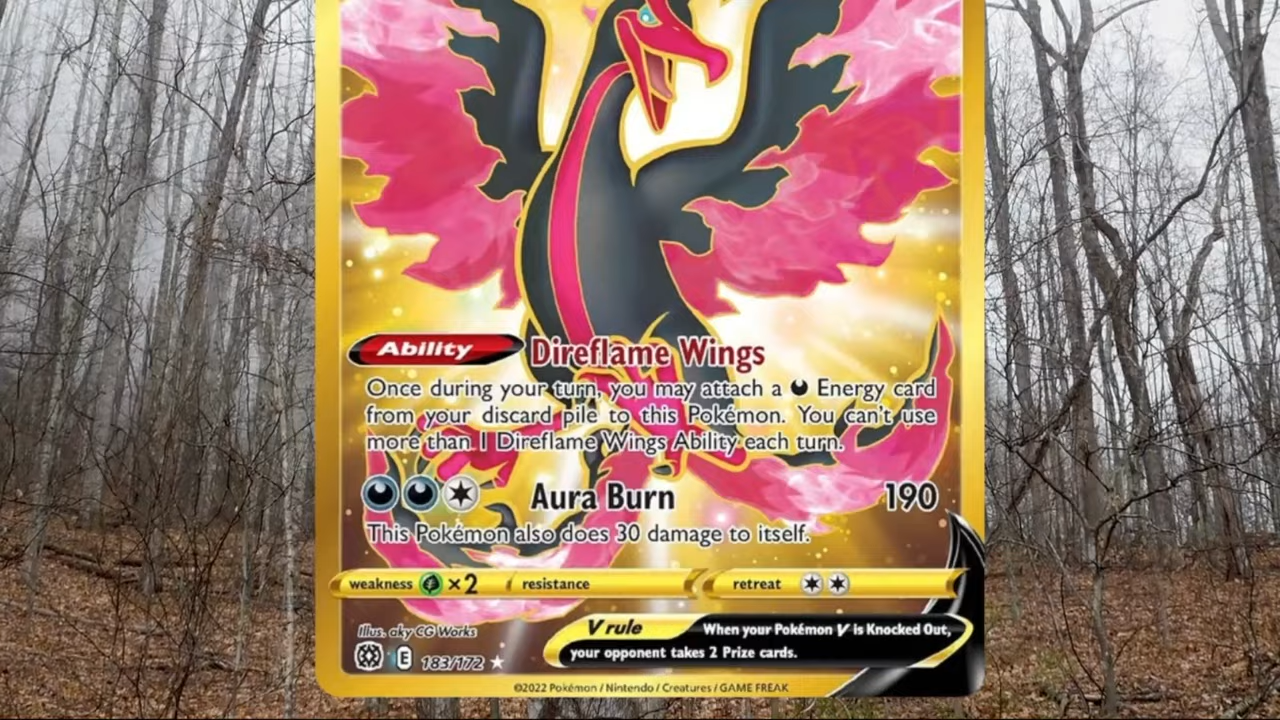 Ability Direflame Wings
Once during your turn, you may attach a Energy card
from your discard pile to this Pokémon. You can't use
more than 1 Direflame Wings Ability each turn.
Aura Burn 190
This Pokémon also does 30 damage to itself.
weakness ×2 resistance retreat
Illus. aky CG Works
E 183/172
V rule When your Pokémon V is Knocked Out,
your opponent takes 2 Prize cards.
©2022 Pokémon / Nintendo / Creatures / GAME FREAK